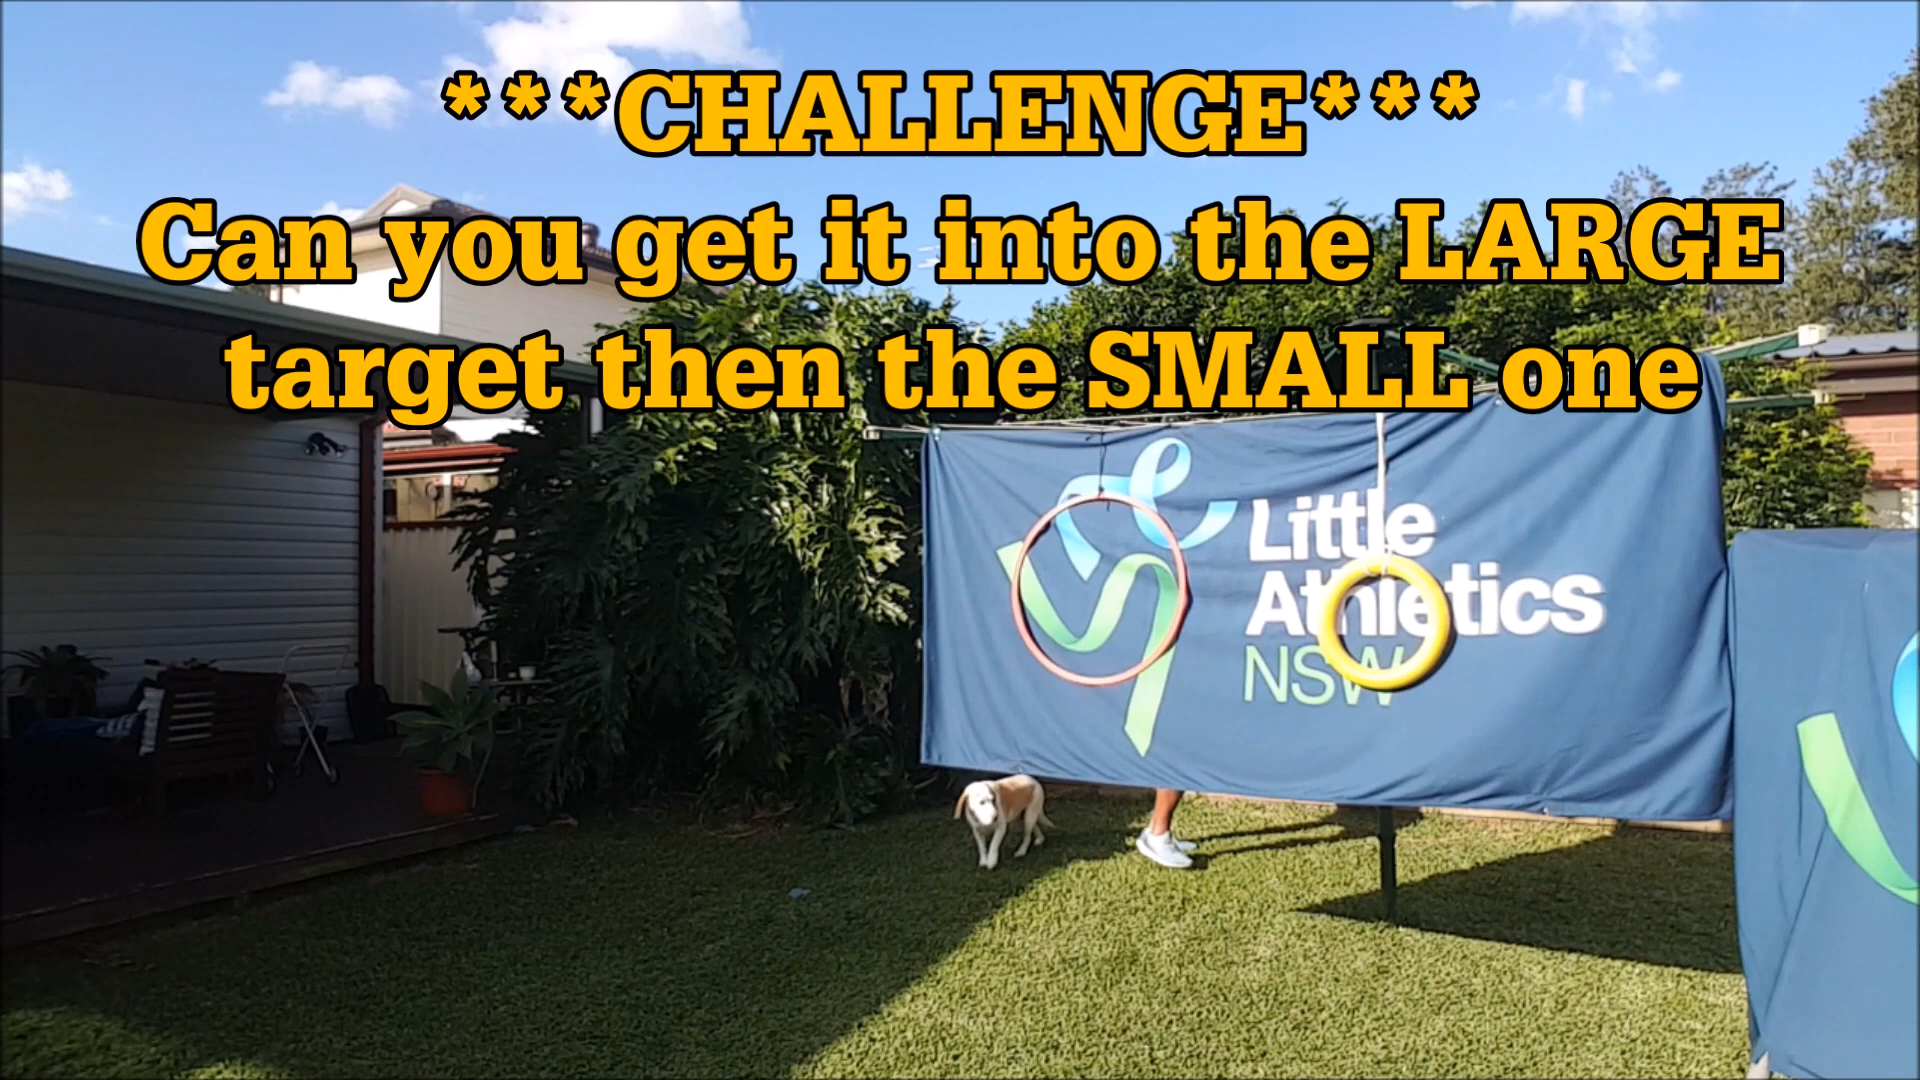 ***CHALLENGE***
Can you get it into the LARGE
target then the SMALL one
Little
Athletics
NSW